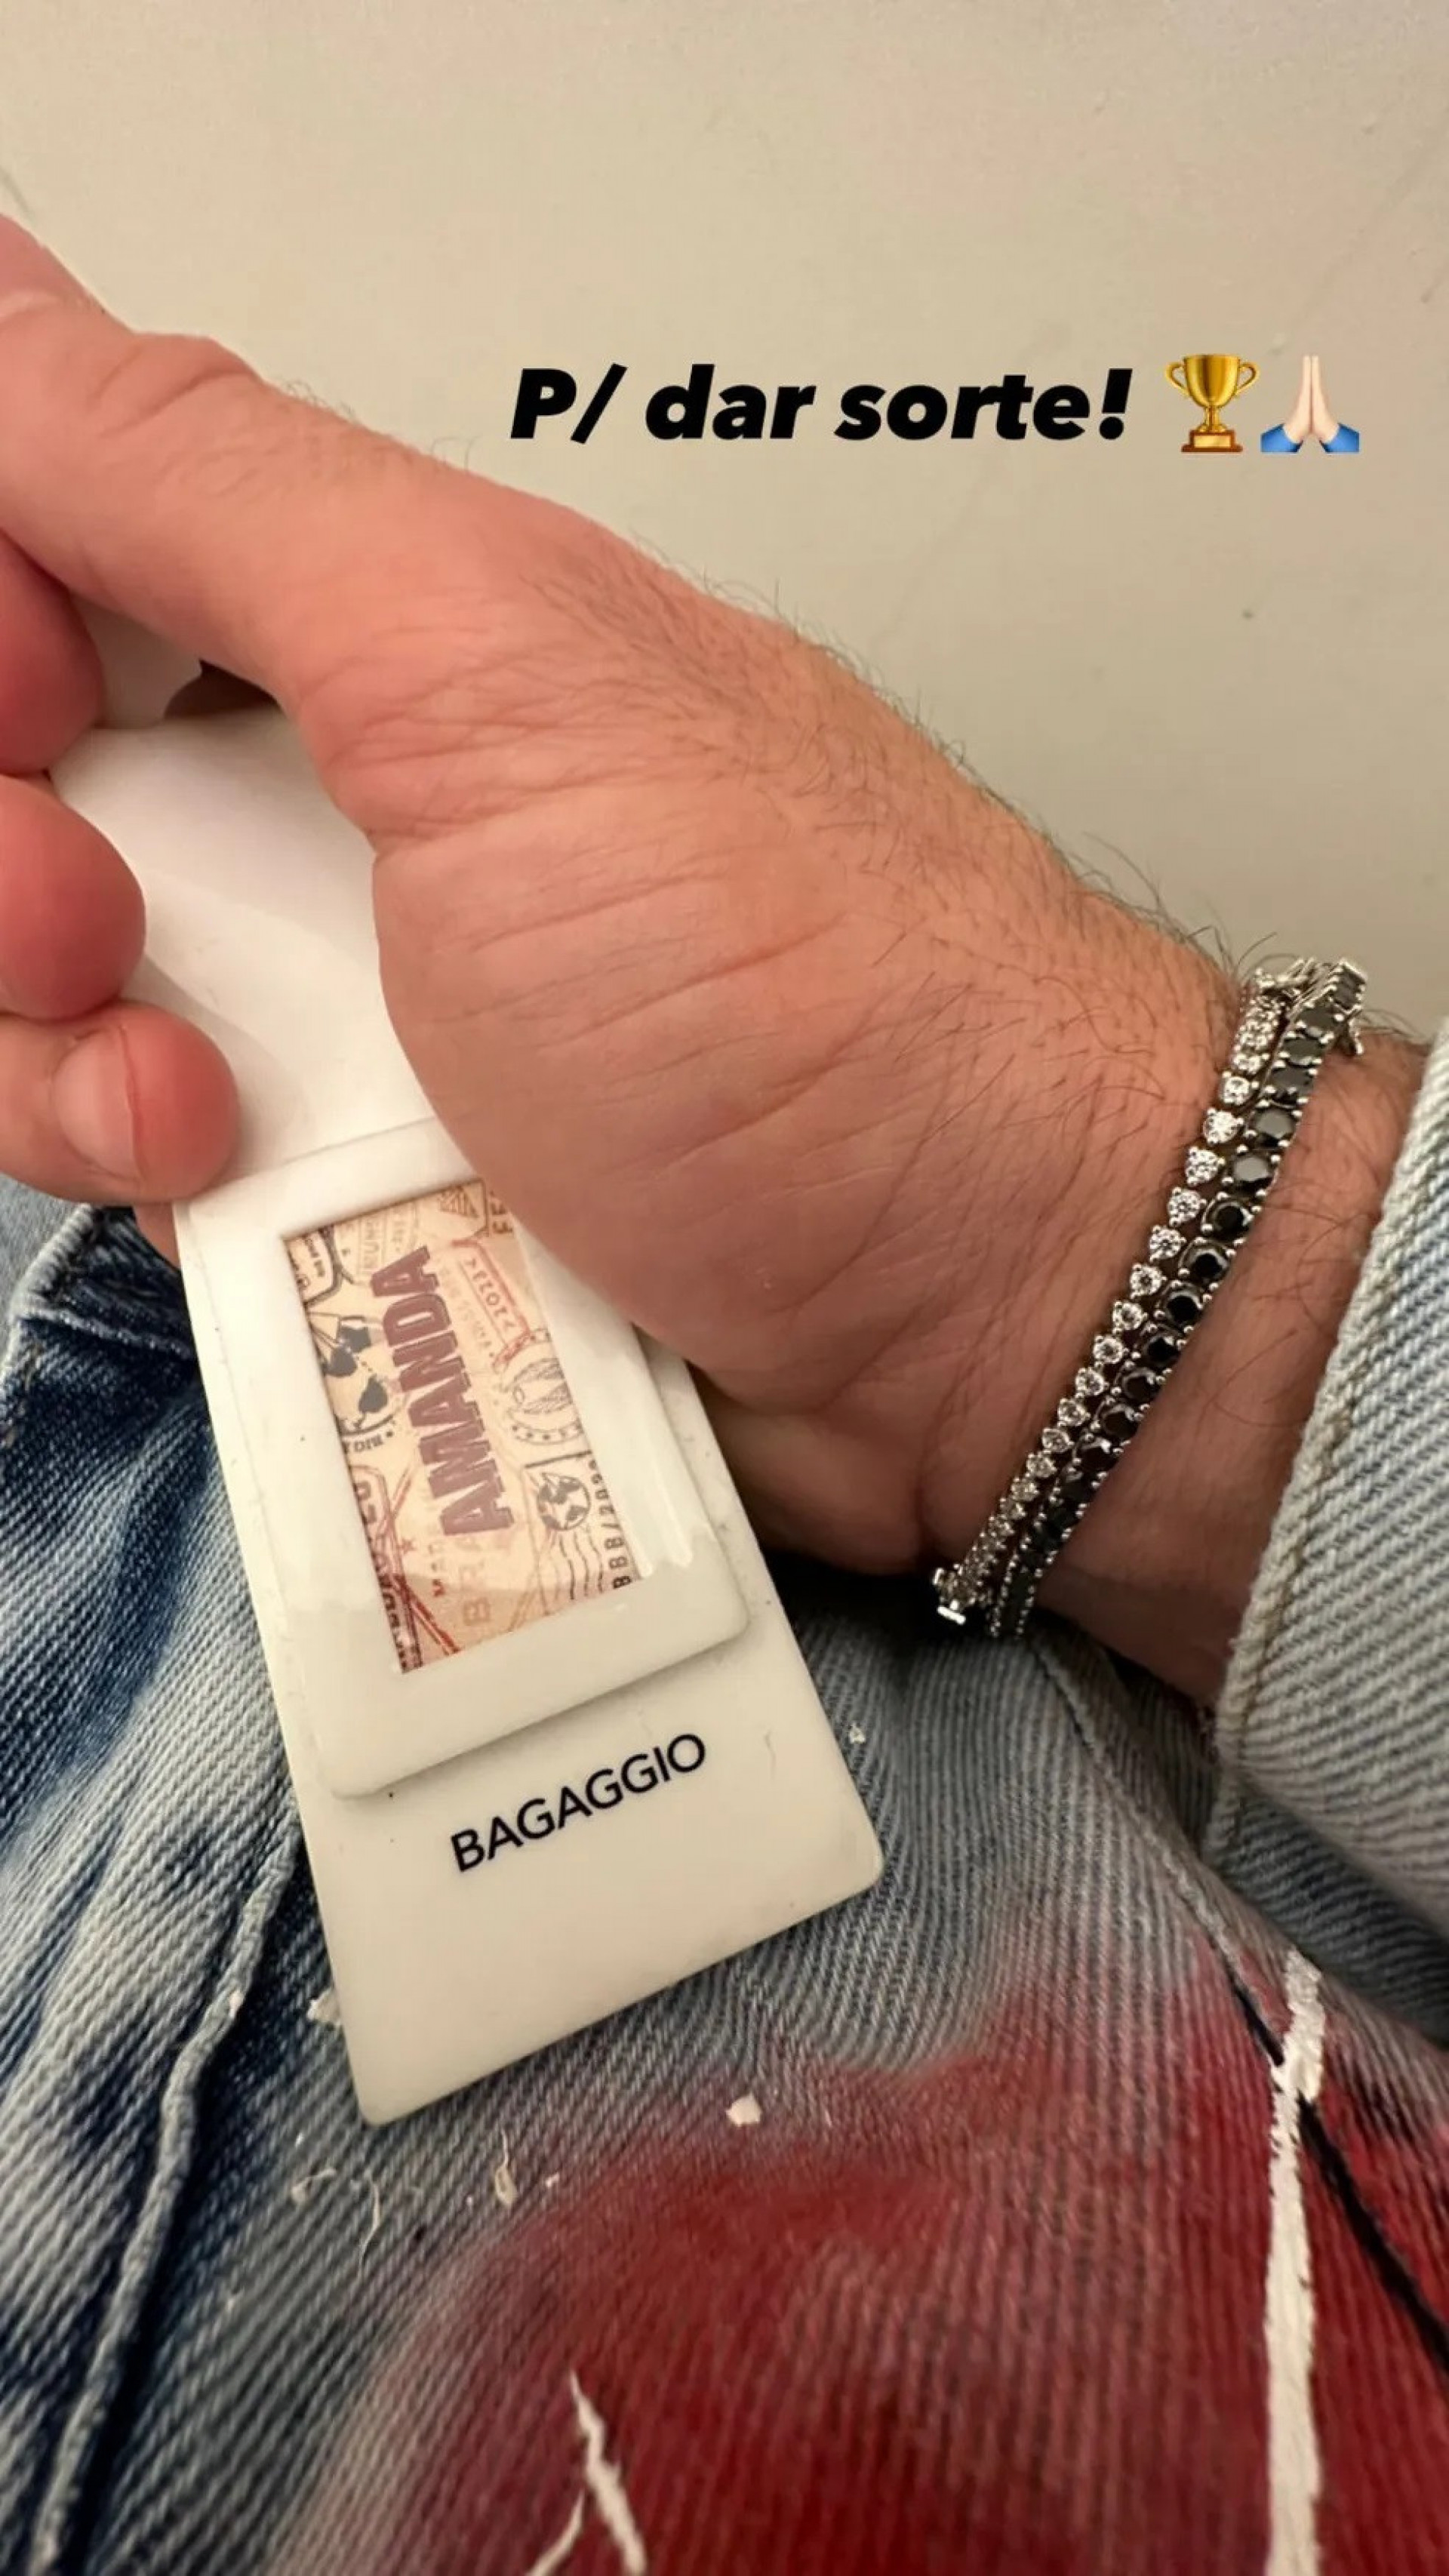 P/ dar sorte! 🏆🙏🏻
AMANDA
BAGAGGIO